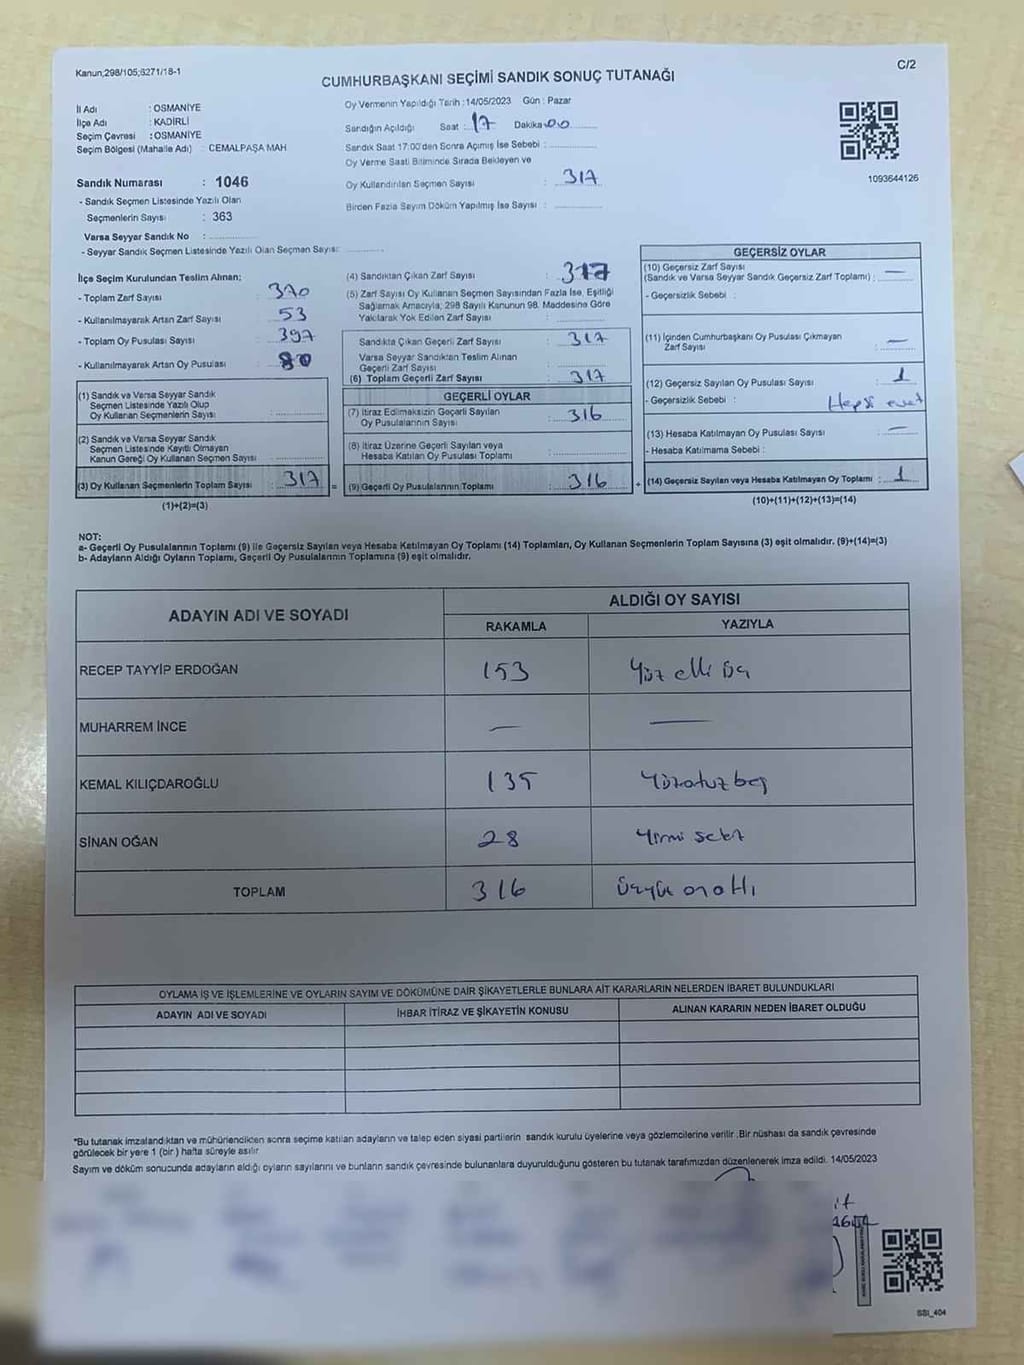 Kanun;298/105;6271/18-1
C/2
CUMHURBAŞKANI SEÇİMİ SANDIK SONUÇ TUTANAĞI
İl Adı : OSMANİYE
İlçe Adı : KADİRLİ
Seçim Çevresi : OSMANİYE
Seçim Bölgesi (Mahalle Adı) : CEMALPAŞA MAH
Sandık Numarası : 1046
- Sandık Seçmen Listesinde Yazılı Olan
Seçmenlerin Sayısı : 363
Varsa Seyyar Sandık No :
- Seyyar Sandık Seçmen Listesinde Yazılı Olan Seçmen Sayısı:
Oy Vermenin Yapıldığı Tarih :14/05/2023 Gün : Pazar
Sandığın Açıldığı Saat : 17 Dakika 00
Sandık Saat 17:00'den Sonra Açımış İse Sebebi :
Oy Verme Saati Bitiminde Sırada Bekleyen ve
Oy Kullandırılan Seçmen Sayısı : 317
Birden Fazla Sayım Döküm Yapılmış İse Sayısı :
1093644126
İlçe Seçim Kurulundan Teslim Alınan:
- Toplam Zarf Sayısı : 370
- Kullanılmayarak Artan Zarf Sayısı : 53
- Toplam Oy Pusulası Sayısı : 397
- Kullanılmayarak Artan Oy Pusulası : 80
(1) Sandık ve Varsa Seyyar Sandık
Seçmen Listesinde Yazılı Olup
Oy Kullanan Seçmenlerin Sayısı :
(2) Sandık ve Varsa Seyyar Sandık
Seçmen Listesinde Kayıtlı Olmayan
Kanun Gereği Oy Kullanan Seçmen Sayısı :
(3) Oy Kullanan Seçmenlerin Toplam Sayısı : 317 =
(1)+(2)=(3)
(4) Sandıktan Çıkan Zarf Sayısı : 317
(5) Zarf Sayısı Oy Kullanan Seçmen Sayısından Fazla İse, Eşitliği
Sağlamak Amacıyla; 298 Sayılı Kanunun 98. Maddesine Göre
Yakılarak Yok Edilen Zarf Sayısı :
Sandıkta Çıkan Geçerli Zarf Sayısı : 317
Varsa Seyyar Sandıktan Teslim Alınan
Geçerli Zarf Sayısı :
(6) Toplam Geçerli Zarf Sayısı : 317
GEÇERLİ OYLAR
(7) İtiraz Edilmaksizin Geçerli Sayılan
Oy Pusulalarının Sayısı : 316
(8) İtiraz Üzerine Geçerli Sayılan veya
Hesaba Katılan Oy Pusulası Toplamı :
(9) Geçerli Oy Pusulalarının Toplamı : 316 +
GEÇERSİZ OYLAR
(10) Geçersiz Zarf Sayısı
(Sandık ve Varsa Seyyar Sandık Geçersiz Zarf Toplamı) : —
- Geçersizlik Sebebi :
(11) İçinden Cumhurbaşkanı Oy Pusulası Çıkmayan
Zarf Sayısı : —
(12) Geçersiz Sayılan Oy Pusulası Sayısı : 1
- Geçersizlik Sebebi : Hepsi evet
(13) Hesaba Katılmayan Oy Pusulası Sayısı : —
- Hesaba Katılmama Sebebi :
(14) Geçersiz Sayılan veya Hesaba Katılmayan Oy Toplamı : 1
(10)+(11)+(12)+(13)=(14)
NOT:
a- Geçerli Oy Pusulalarının Toplamı (9) ile Geçersiz Sayılan veya Hesaba Katılmayan Oy Toplamı (14) Toplamları, Oy Kullanan Seçmenlerin Toplam Sayısına (3) eşit olmalıdır. (9)+(14)=(3)
b- Adayların Aldığı Oyların Toplamı, Geçerli Oy Pusulalarının Toplamına (9) eşit olmalıdır.
ADAYIN ADI VE SOYADI
ALDIĞI OY SAYISI
RAKAMLA YAZIYLA
RECEP TAYYİP ERDOĞAN 153 Yüz elli üç
MUHARREM İNCE — —
KEMAL KILIÇDAROĞLU 135 Yüzotuz beş
SİNAN OĞAN 28 Yirmi sekiz
TOPLAM 316 Üçyüz onaltı
OYLAMA İŞ VE İŞLEMLERİNE VE OYLARIN SAYIM VE DÖKÜMÜNE DAİR ŞİKAYETLERLE BUNLARA AİT KARARLARIN NELERDEN İBARET BULUNDUKLARI
ADAYIN ADI VE SOYADI İHBAR İTİRAZ VE ŞİKAYETİN KONUSU ALINAN KARARIN NEDEN İBARET OLDUĞU
*Bu tutanak imzalandıktan ve mühürlendikten sonra seçime katılan adayların ve talep eden siyasi partilerin sandık kurulu üyelerine veya gözlemcilerine verilir .Bir nüshası da sandık çevresinde
görülecek bir yere 1 (bir ) hafta süreyle asılır
Sayım ve döküm sonucunda adayların aldığı oyların sayılarını ve bunların sandık çevresinde bulunanlara duyurulduğunu gösteren bu tutanak tarafımızdan düzenlenerek imza edildi. 14/05/2023
SSI_404